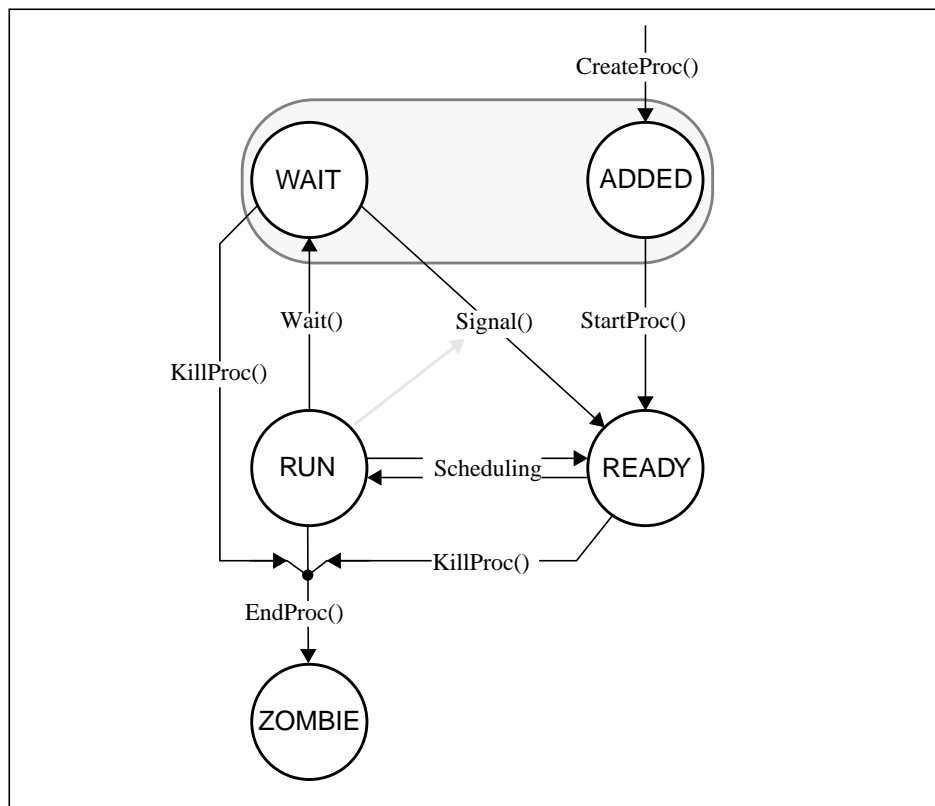 CreateProc()
WAIT
ADDED
Wait()
Signal()
StartProc()
KillProc()
RUN
Scheduling
READY
KillProc()
EndProc()
ZOMBIE